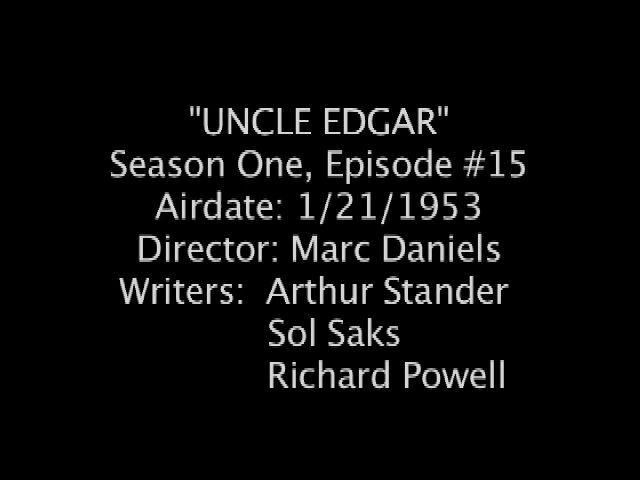 "UNCLE EDGAR"
Season One, Episode #15
Airdate: 1/21/1953
Director: Marc Daniels
Writers: Arthur Stander
Sol Saks
Richard Powell